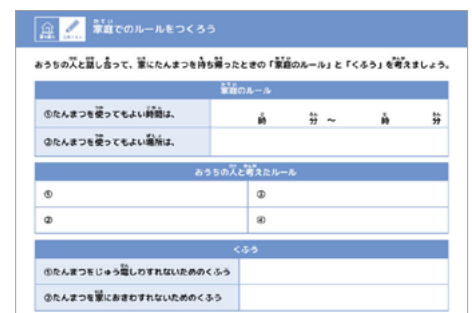 家庭でのルールをつくろう
おうちの人と話し合って、家にたんまつを持ち帰ったときの「家庭のルール」と「くふう」を考えましょう。
家庭のルール
①たんまつを使ってもよい時間は、 時 分 ~ 時 分
②たんまつを使ってもよい場所は、
おうちの人と考えたルール
① ③
② ④
くふう
①たんまつをじゅう電しわすれないためのくふう
②たんまつを家におきわすれないためのくふう